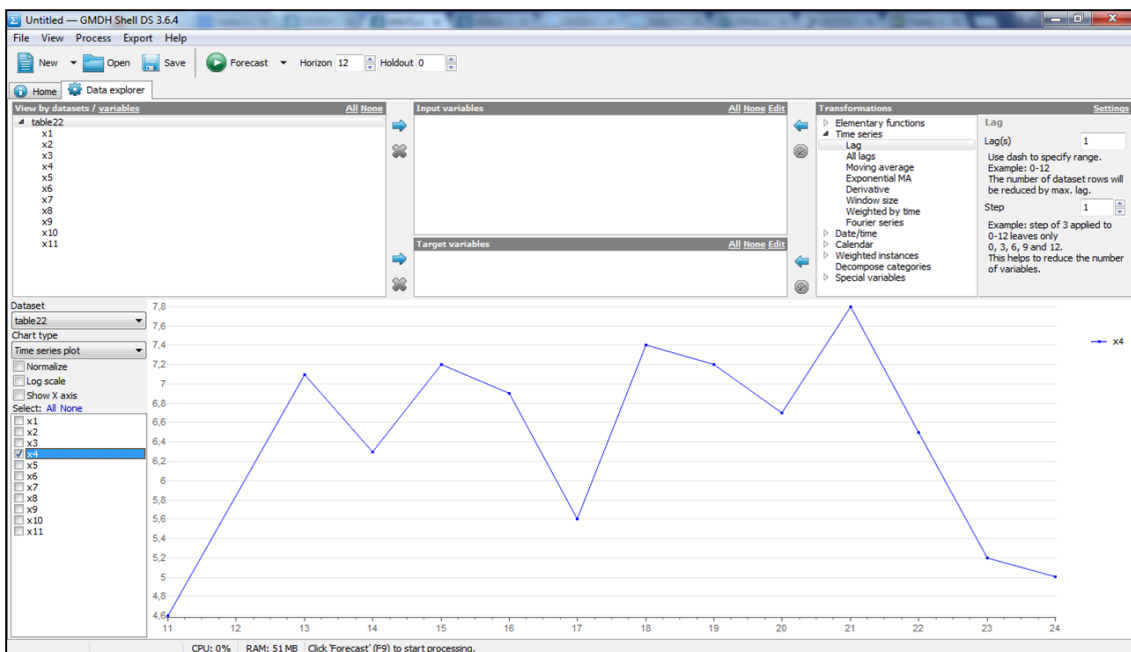 Untitled — GMDH Shell DS 3.6.4
File View Process Export Help
New Open Save Forecast Horizon 12 Holdout 0
Home Data explorer
View by datasets / variables All None
table22
x1
x2
x3
x4
x5
x6
x7
x8
x9
x10
x11
Input variables All None Edit
Target variables All None Edit
Transformations Settings
Elementary functions
Time series
Lag
All lags
Moving average
Exponential MA
Derivative
Window size
Weighted by time
Fourier series
Date/time
Calendar
Weighted instances
Decompose categories
Special variables
Lag
Lag(s) 1
Use dash to specify range.
Example: 0-12
The number of dataset rows will
be reduced by max. lag.
Step 1
Example: step of 3 applied to
0-12 leaves only
0, 3, 6, 9 and 12.
This helps to reduce the number
of variables.
Dataset
table22
Chart type
Time series plot
Normalize
Log scale
Show X axis
Select: All None
x1
x2
x3
x4
x5
x6
x7
x8
x9
x10
x11
7,8
7,6
7,4
7,2
7
6,8
6,6
6,4
6,2
6
5,8
5,6
5,4
5,2
5
4,8
4,6
11 12 13 14 15 16 17 18 19 20 21 22 23 24
x4
CPU: 0% RAM: 51 MB Click 'Forecast' (F9) to start processing.